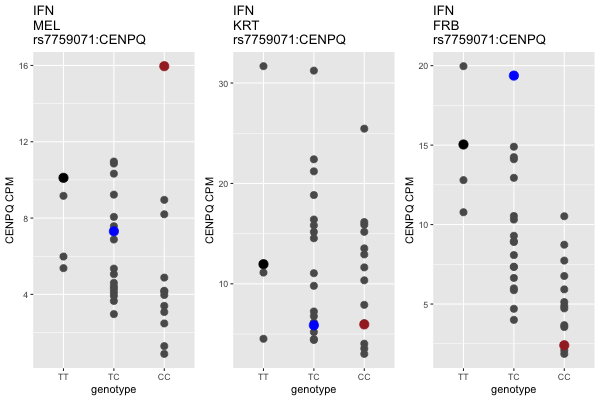 IFN
MEL
rs7759071:CENPQ
16
12
8
4
CENPQ CPM
TT
TC
CC
genotype
IFN
KRT
rs7759071:CENPQ
30
20
10
CENPQ CPM
TT
TC
CC
genotype
IFN
FRB
rs7759071:CENPQ
20
15
10
5
CENPQ CPM
TT
TC
CC
genotype